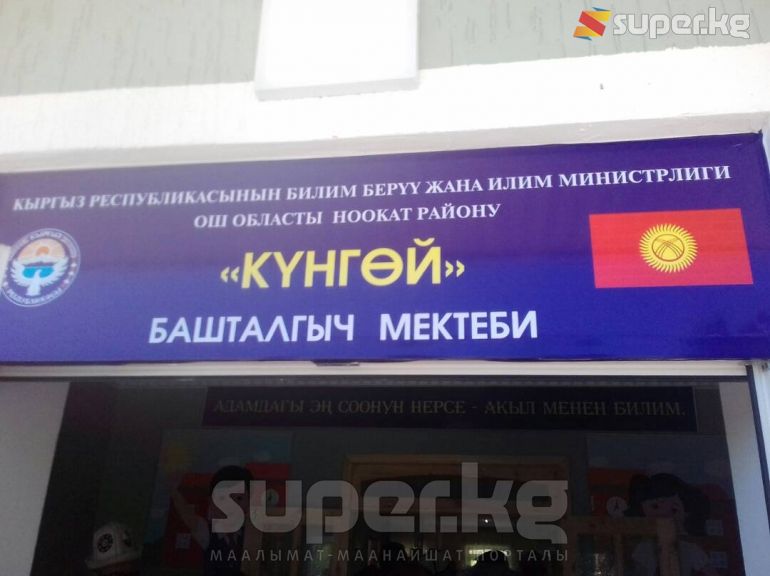 super.kg
КЫРГЫЗ РЕСПУБЛИКАСЫНЫН БИЛИМ БЕРҮҮ ЖАНА ИЛИМ МИНИСТРЛИГИ
ОШ ОБЛАСТЫ НООКАТ РАЙОНУ
«КҮНГӨЙ»
БАШТАЛГЫЧ МЕКТЕБИ
АДАМДАГЫ ЭҢ СООНУН НЕРСЕ - АКЫЛ МЕНЕН БИЛИМ.
super.kg
МААЛЫМАТ-МААНАЙШАТ ПОРТАЛЫ